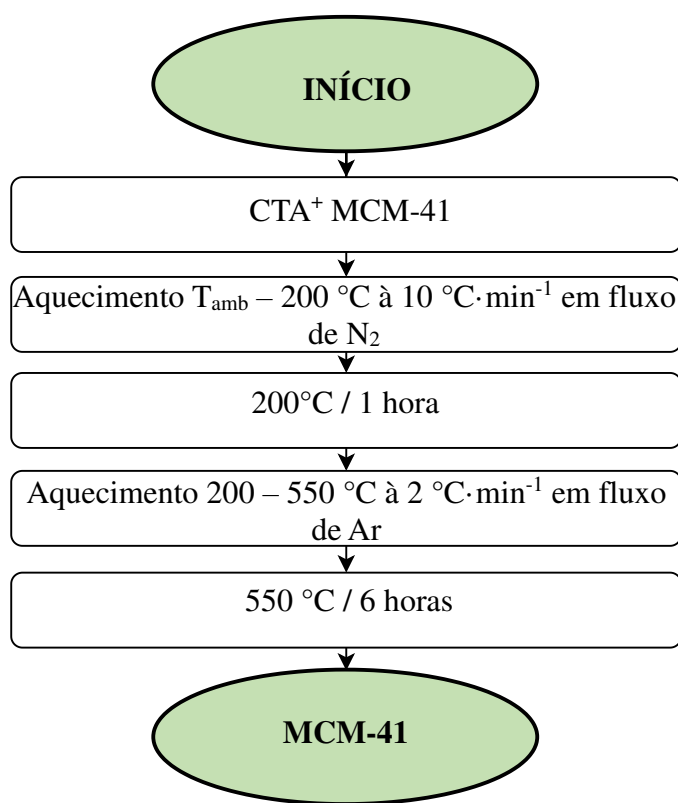 INÍCIO
CTA⁺ MCM-41
Aquecimento Tₐₘb – 200 °C à 10 °C·min⁻¹ em fluxo
de N₂
200°C / 1 hora
Aquecimento 200 – 550 °C à 2 °C·min⁻¹ em fluxo
de Ar
550 °C / 6 horas
MCM-41